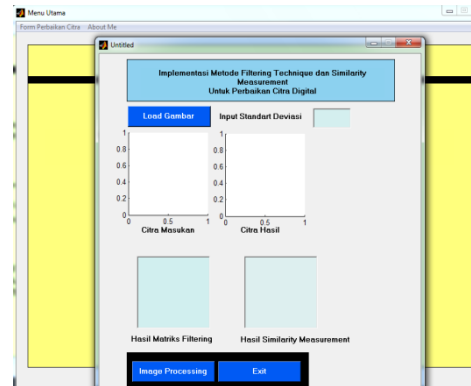 Menu Utama
Form Perbaikan Citra About Me
Untitled
Implementasi Metode Filtering Technique dan Similarity
Measurement
Untuk Perbaikan Citra Digital
Load Gambar Input Standart Deviasi
1 1
0.8 0.8
0.6 0.6
0.4 0.4
0.2 0.2
0 0
0 0.5 1 0 0.5 1
Citra Masukan Citra Hasil
Hasil Matriks Filtering Hasil Similarity Measurement
Image Processing Exit